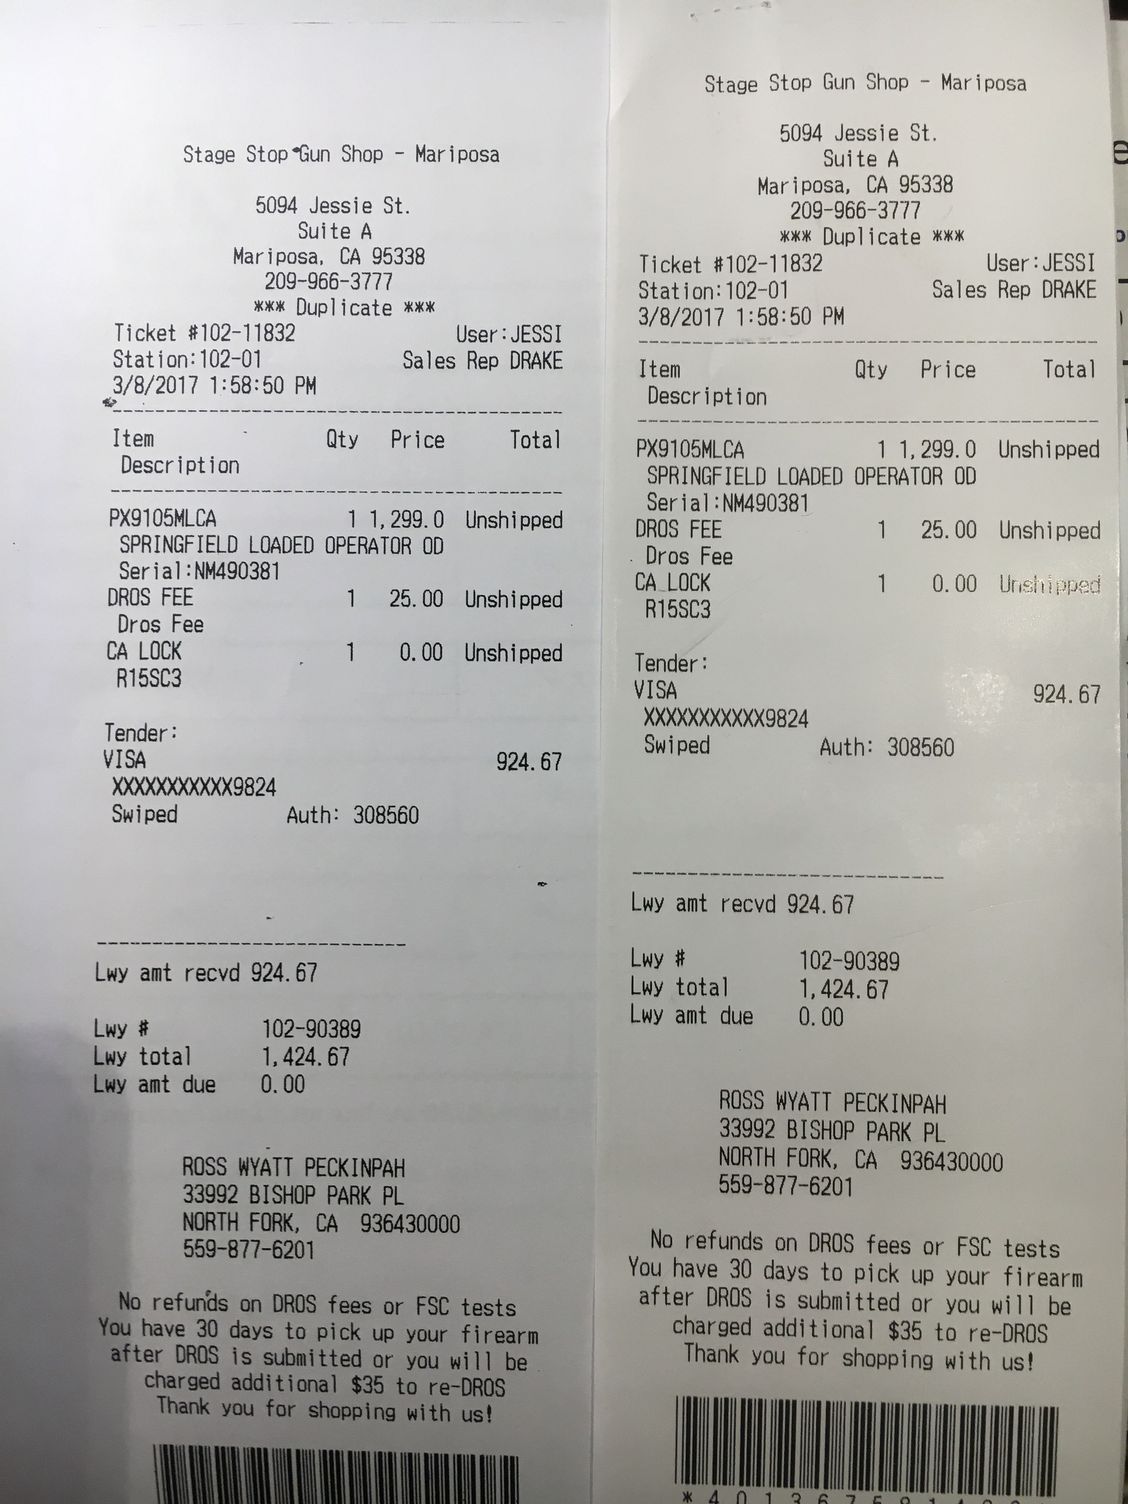 Stage Stop Gun Shop - Mariposa
5094 Jessie St.
Suite A
Mariposa, CA 95338
209-966-3777
*** Duplicate ***
Ticket #102-11832 User:JESSI
Station:102-01 Sales Rep DRAKE
3/8/2017 1:58:50 PM
Item Qty Price Total
Description
PX9105MLCA 1 1,299.0 Unshipped
SPRINGFIELD LOADED OPERATOR OD
Serial:NM490381
DROS FEE 1 25.00 Unshipped
Dros Fee
CA LOCK 1 0.00 Unshipped
R15SC3
Tender:
VISA 924.67
XXXXXXXXXXX9824
Swiped Auth: 308560
Lwy amt recvd 924.67
Lwy # 102-90389
Lwy total 1,424.67
Lwy amt due 0.00
ROSS WYATT PECKINPAH
33992 BISHOP PARK PL
NORTH FORK, CA 936430000
559-877-6201
No refunds on DROS fees or FSC tests
You have 30 days to pick up your firearm
after DROS is submitted or you will be
charged additional $35 to re-DROS
Thank you for shopping with us!
Stage Stop Gun Shop - Mariposa
5094 Jessie St.
Suite A
Mariposa, CA 95338
209-966-3777
*** Duplicate ***
Ticket #102-11832 User:JESSI
Station:102-01 Sales Rep DRAKE
3/8/2017 1:58:50 PM
Item Qty Price Total
Description
PX9105MLCA 1 1,299.0 Unshipped
SPRINGFIELD LOADED OPERATOR OD
Serial:NM490381
DROS FEE 1 25.00 Unshipped
Dros Fee
CA LOCK 1 0.00 Unshipped
R15SC3
Tender:
VISA 924.67
XXXXXXXXXXX9824
Swiped Auth: 308560
Lwy amt recvd 924.67
Lwy # 102-90389
Lwy total 1,424.67
Lwy amt due 0.00
ROSS WYATT PECKINPAH
33992 BISHOP PARK PL
NORTH FORK, CA 936430000
559-877-6201
No refunds on DROS fees or FSC tests
You have 30 days to pick up your firearm
after DROS is submitted or you will be
charged additional $35 to re-DROS
Thank you for shopping with us!